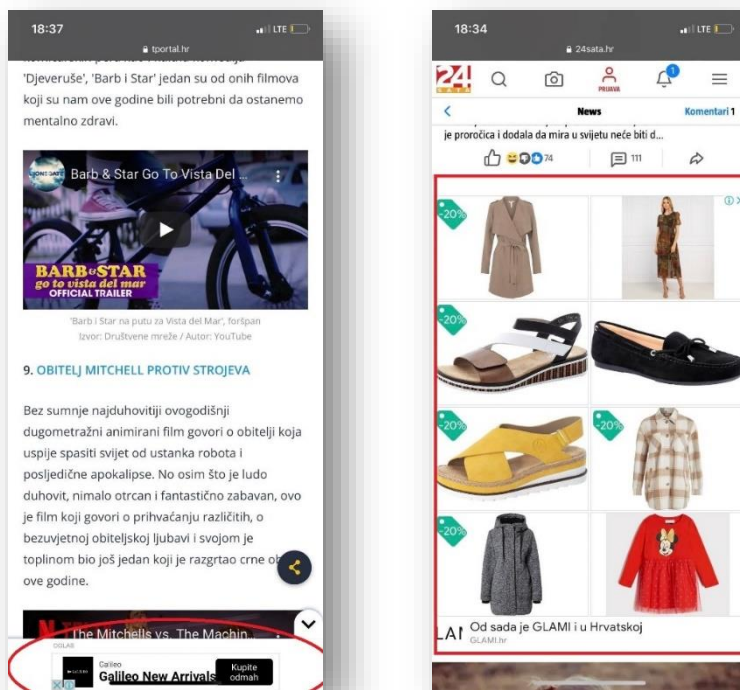 18:37
LTE
tportal.hr
'Djeveruše', 'Barb i Star' jedan su od onih filmova
koji su nam ove godine bili potrebni da ostanemo
mentalno zdravi.
LIONSGATE
Barb & Star Go To Vista Del ...
BARB & STAR
go to vista del mar
OFFICIAL TRAILER
'Barb i Star na putu za Vista del Mar', foršpan
Izvor: Društvene mreže / Autor: YouTube
9. OBITELJ MITCHELL PROTIV STROJEVA
Bez sumnje najduhovitiji ovogodišnji
dugometražni animirani film govori o obitelji koja
uspije spasiti svijet od ustanka robota i
posljedične apokalipse. No osim što je ludo
duhovit, nimalo otrcan i fantastično zabavan, ovo
je film koji govori o prihvaćanju različitih, o
bezuvjetnoj obiteljskoj ljubavi i svojom je
toplinom bio još jedan koji je razgrtao crne ob
ove godine.
The Mitchells vs. The Machin...
OGLAS
Galileo
Galileo New Arrivals
Kupite
odmah
18:34
LTE
24sata.hr
24
SATA
PRIJAVA
1
News
Komentari 1
je proročica i dodala da mira u svijetu neće biti d...
74
111
-20%
-20%
-20%
-20%
-20%
LAMI
Od sada je GLAMI i u Hrvatskoj
GLAMI.hr